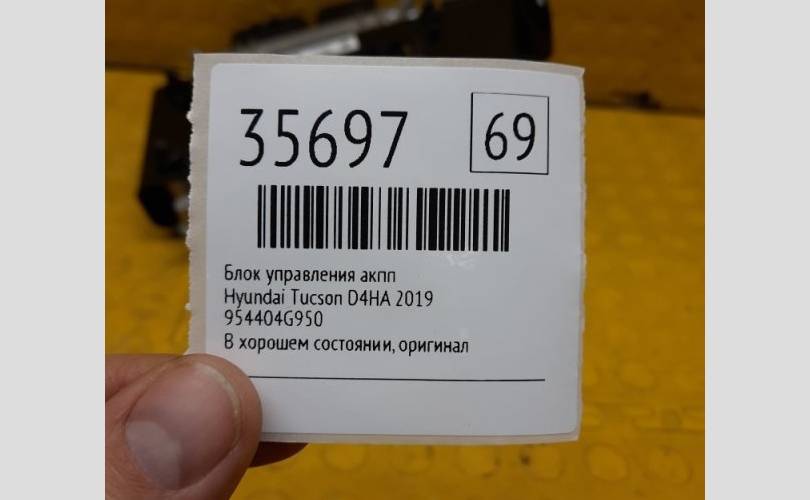 35697 69
Блок управления акпп
Hyundai Tucson D4HA 2019
954404G950
В хорошем состоянии, оригинал